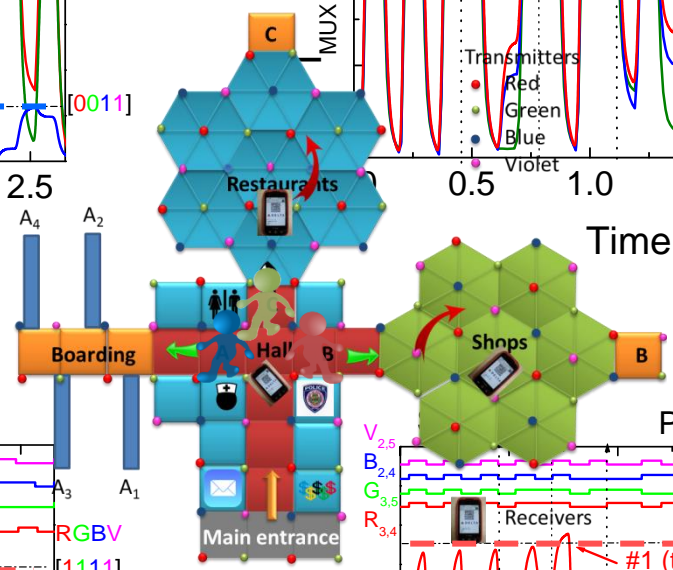 C
I MUX
Transmitters
Red
Green
Blue
Violet
[0011]
2.5
0.5
1.0
Restaurants
A4
A2
Time
Boarding
Hall
B
Shops
B
POLICE
A3
A1
V2,5
B2,4
G3,5
R3,4
P
RGBV
Receivers
Main entrance
[1111]
#1 (t
$$$